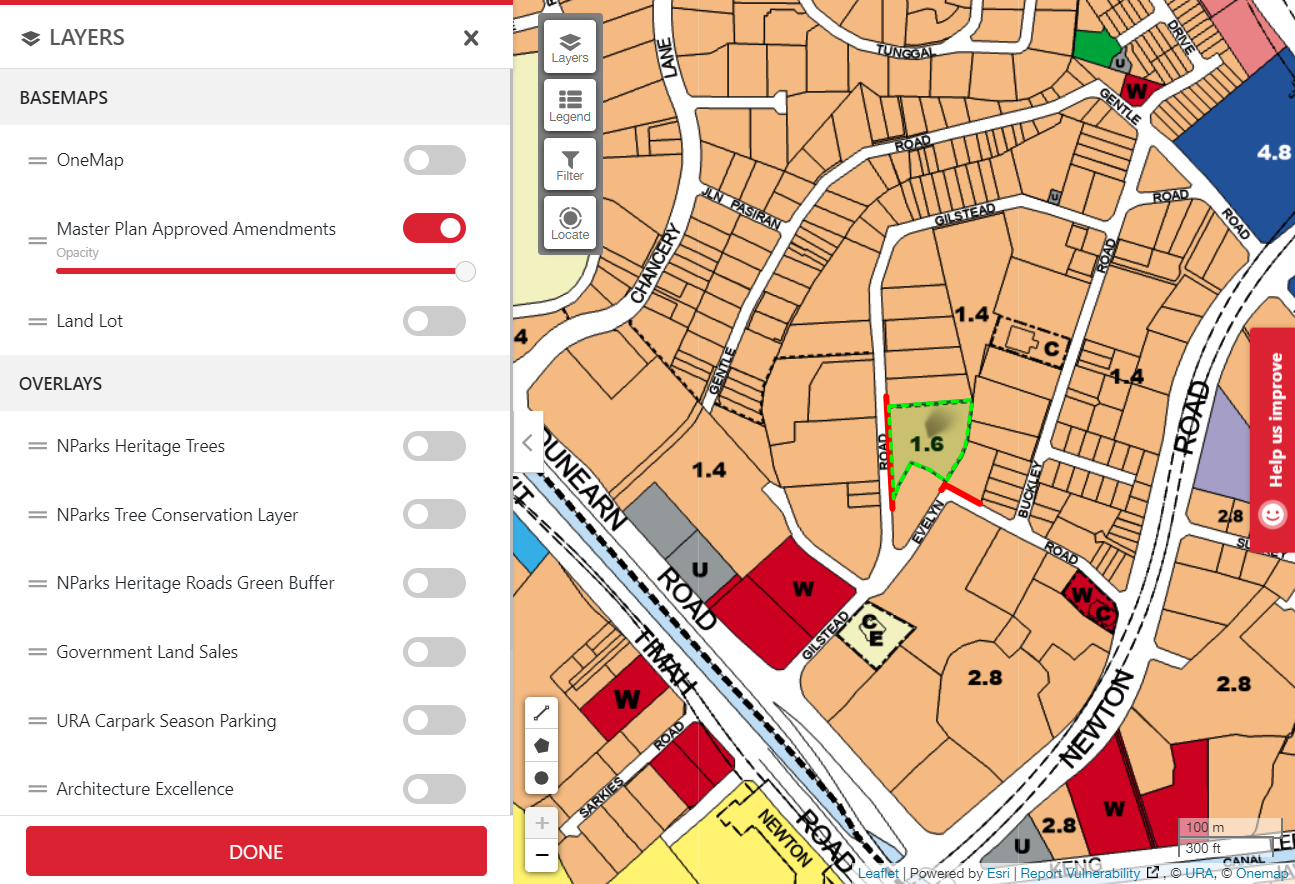 LAYERS
BASEMAPS
OneMap
Master Plan Approved Amendments
Opacity
Land Lot
OVERLAYS
NParks Heritage Trees
NParks Tree Conservation Layer
NParks Heritage Roads Green Buffer
Government Land Sales
URA Carpark Season Parking
Architecture Excellence
DONE
Layers
Legend
Filter
Locate
TUNGGAL
LANE
DRIVE
U
W
GENTLE
ROAD
4.8
JLN PASIRAN
GILSTEAD
U
ROAD
ROAD
CHANCERY
ROAD
1.4
C
4
GENTLE
1.4
ROAD
Help us improve
ROAD
1.6
1.4
DUNEARN
BUCKLEY
2.8
EVELYN
ROAD
U
ROAD
W
W
C
GILSTEAD
C
E
TIMAH
2.8
2.8
W
NEWTON
ROAD
SARKIES
NEWTON
ROAD
W
2.8
U
100 m
300 ft
KENG
CANAL
Leaflet | Powered by Esri | Report Vulnerability , © URA, © Onemap